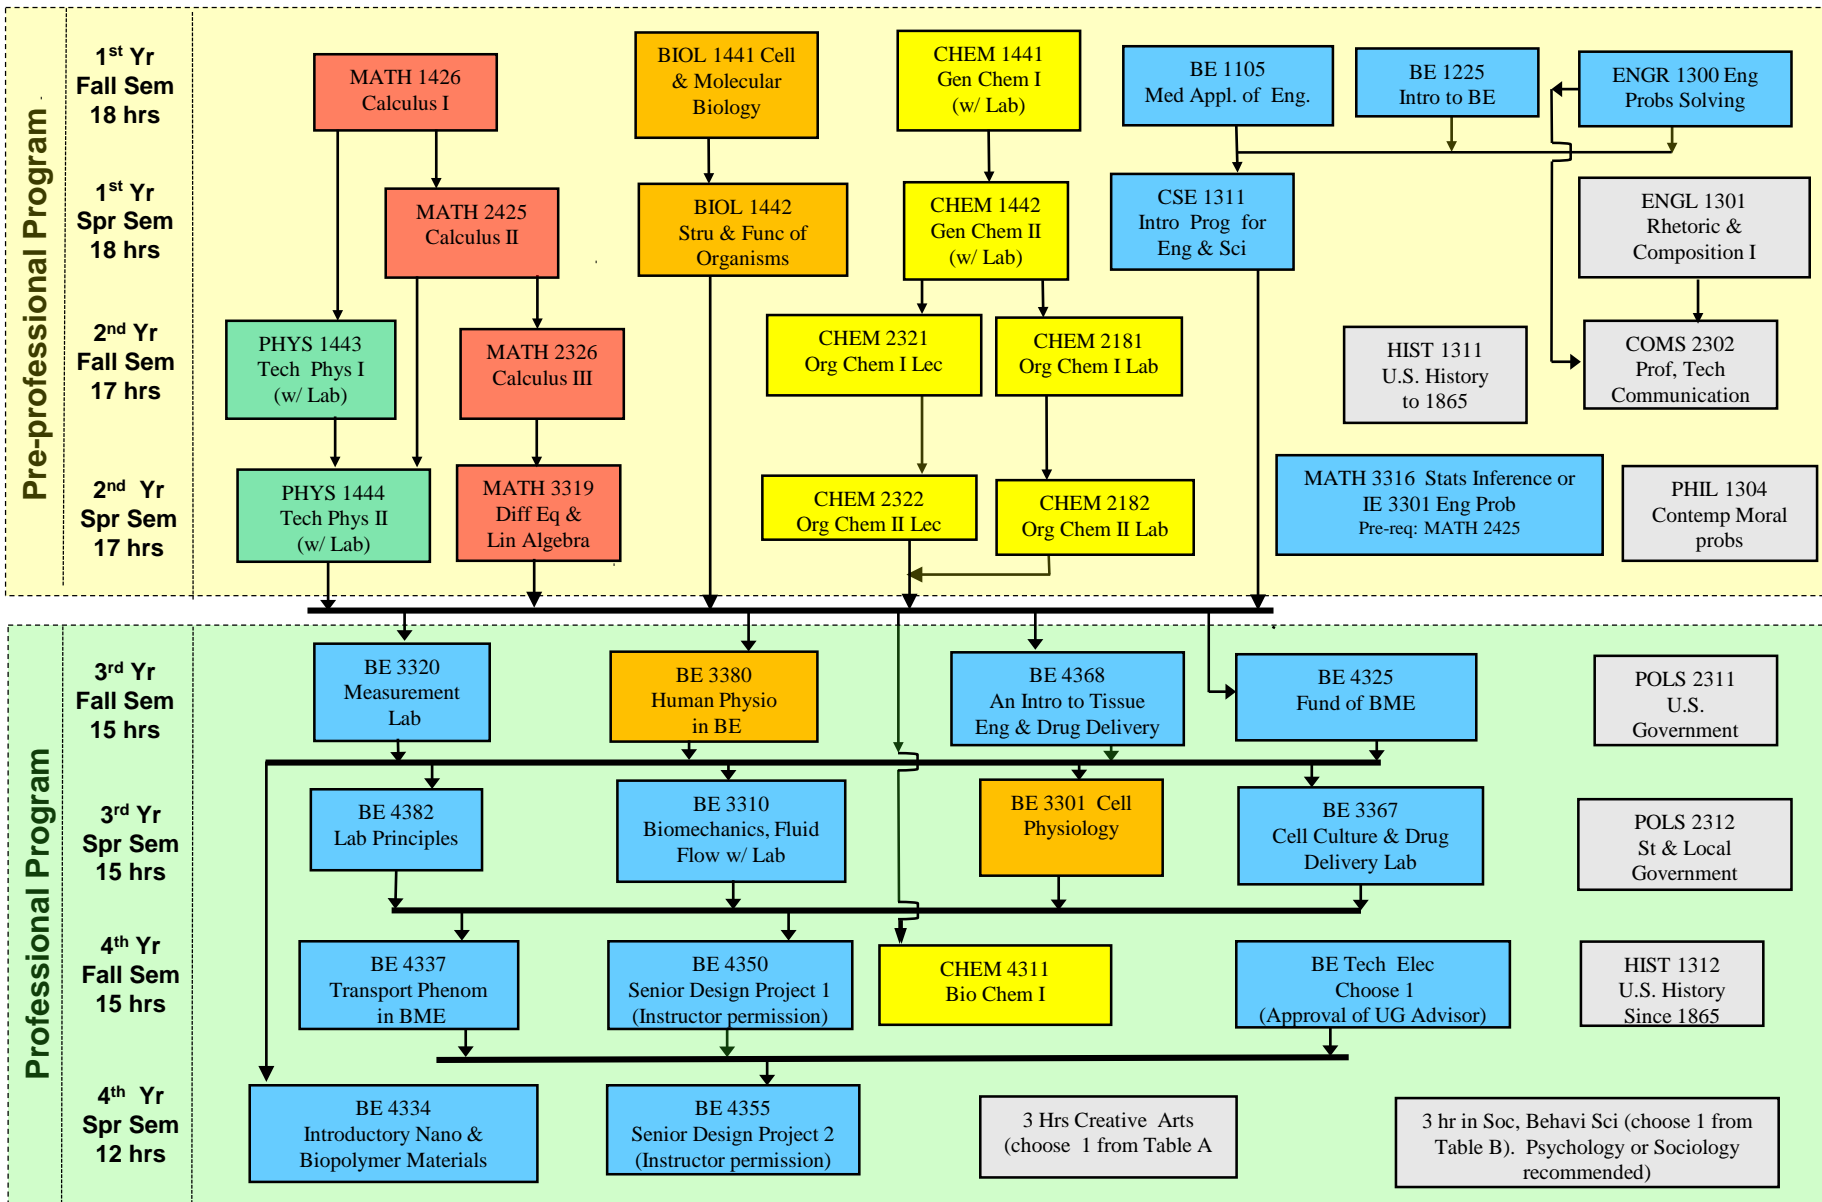 Pre-professional Program
1st Yr
Fall Sem
18 hrs
MATH 1426
Calculus I
BIOL 1441 Cell
& Molecular
Biology
CHEM 1441
Gen Chem I
(w/ Lab)
BE 1105
Med Appl. of Eng.
BE 1225
Intro to BE
ENGR 1300 Eng
Probs Solving
1st Yr
Spr Sem
18 hrs
MATH 2425
Calculus II
BIOL 1442
Stru & Func of
Organisms
CHEM 1442
Gen Chem II
(w/ Lab)
CSE 1311
Intro Prog for
Eng & Sci
ENGL 1301
Rhetoric &
Composition I
2nd Yr
Fall Sem
17 hrs
PHYS 1443
Tech Phys I
(w/ Lab)
MATH 2326
Calculus III
CHEM 2321
Org Chem I Lec
CHEM 2181
Org Chem I Lab
HIST 1311
U.S. History
to 1865
COMS 2302
Prof, Tech
Communication
2nd Yr
Spr Sem
17 hrs
PHYS 1444
Tech Phys II
(w/ Lab)
MATH 3319
Diff Eq &
Lin Algebra
CHEM 2322
Org Chem II Lec
CHEM 2182
Org Chem II Lab
MATH 3316 Stats Inference or
IE 3301 Eng Prob
Pre-req: MATH 2425
PHIL 1304
Contemp Moral
probs
Professional Program
3rd Yr
Fall Sem
15 hrs
BE 3320
Measurement
Lab
BE 3380
Human Physio
in BE
BE 4368
An Intro to Tissue
Eng & Drug Delivery
BE 4325
Fund of BME
POLS 2311
U.S.
Government
3rd Yr
Spr Sem
15 hrs
BE 4382
Lab Principles
BE 3310
Biomechanics, Fluid
Flow w/ Lab
BE 3301 Cell
Physiology
BE 3367
Cell Culture & Drug
Delivery Lab
POLS 2312
St & Local
Government
4th Yr
Fall Sem
15 hrs
BE 4337
Transport Phenom
in BME
BE 4350
Senior Design Project 1
(Instructor permission)
CHEM 4311
Bio Chem I
BE Tech Elec
Choose 1
(Approval of UG Advisor)
HIST 1312
U.S. History
Since 1865
4th Yr
Spr Sem
12 hrs
BE 4334
Introductory Nano &
Biopolymer Materials
BE 4355
Senior Design Project 2
(Instructor permission)
3 Hrs Creative Arts
(choose 1 from Table A
3 hr in Soc, Behavi Sci (choose 1 from
Table B). Psychology or Sociology
recommended)